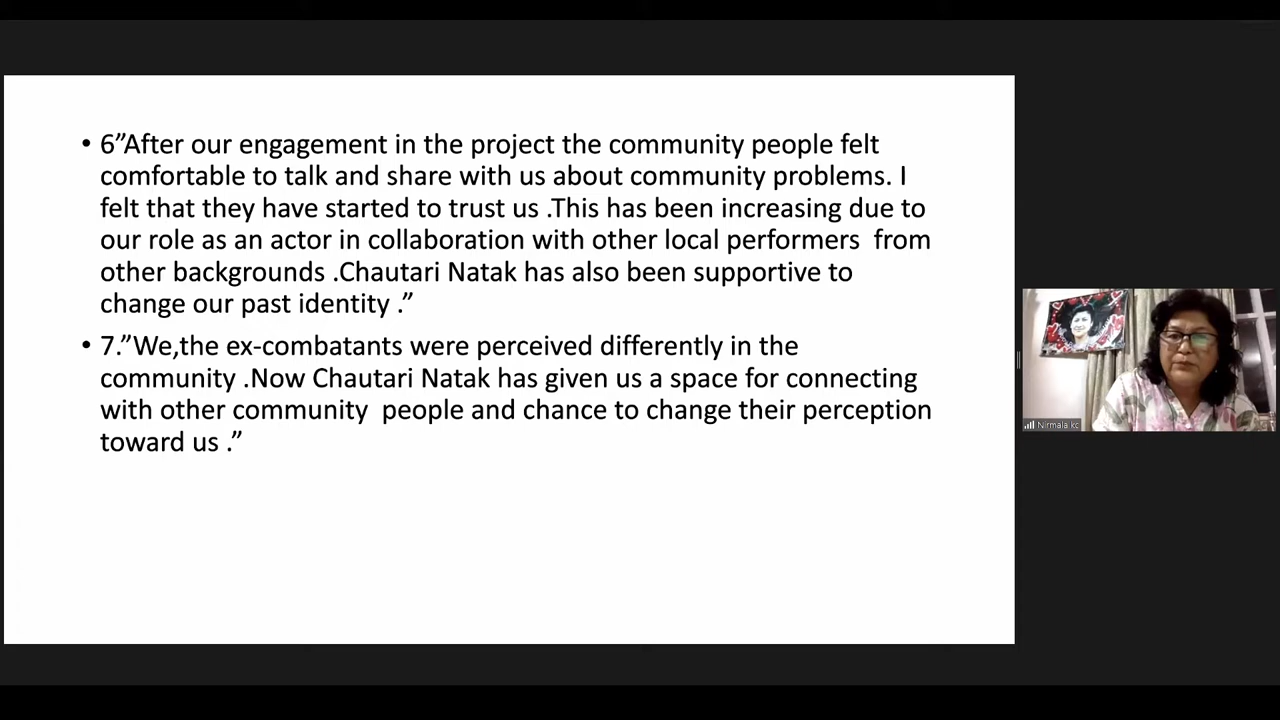 • 6”After our engagement in the project the community people felt
comfortable to talk and share with us about community problems. I
felt that they have started to trust us .This has been increasing due to
our role as an actor in collaboration with other local performers  from
other backgrounds .Chautari Natak has also been supportive to
change our past identity .”
• 7.”We,the ex-combatants were perceived differently in the
community .Now Chautari Natak has given us a space for connecting
with other community  people and chance to change their perception
toward us .”
Nirmala kc